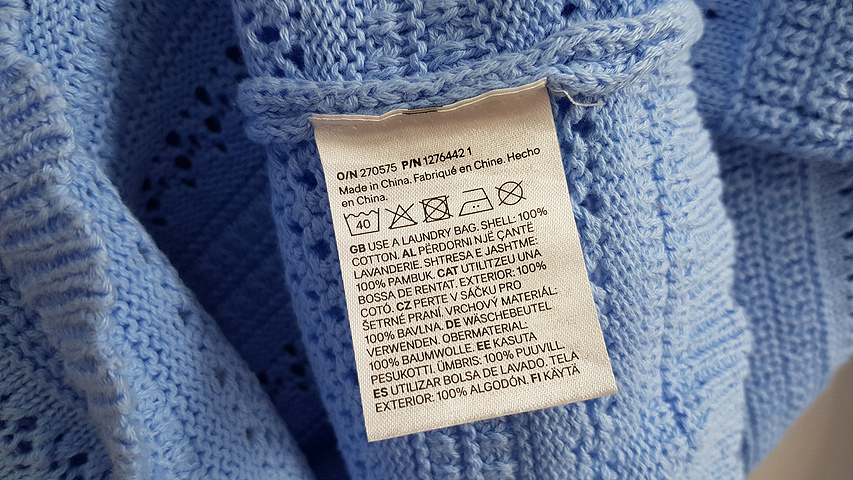 O/N 270575 P/N 1276442 1
Made in China. Fabriqué en Chine. Hecho
en China.
40
GB USE A LAUNDRY BAG. SHELL: 100%
COTTON. AL PËRDORNI NJË ÇANTË
LAVANDERIE. SHTRESA E JASHTME:
100% PAMBUK. CAT UTILITZEU UNA
BOSSA DE RENTAT. EXTERIOR: 100%
COTÓ. CZ PERTE V SÁČKU PRO
ŠETRNÉ PRANÍ. VRCHOVÝ MATERIÁL:
100% BAVLNA. DE WÄSCHEBEUTEL
VERWENDEN. OBERMATERIAL:
100% BAUMWOLLE. EE KASUTA
PESUKOTTI. ÜMBRIS: 100% PUUVILL.
ES UTILIZAR BOLSA DE LAVADO. TELA
EXTERIOR: 100% ALGODÓN. FI KÄYTÄ